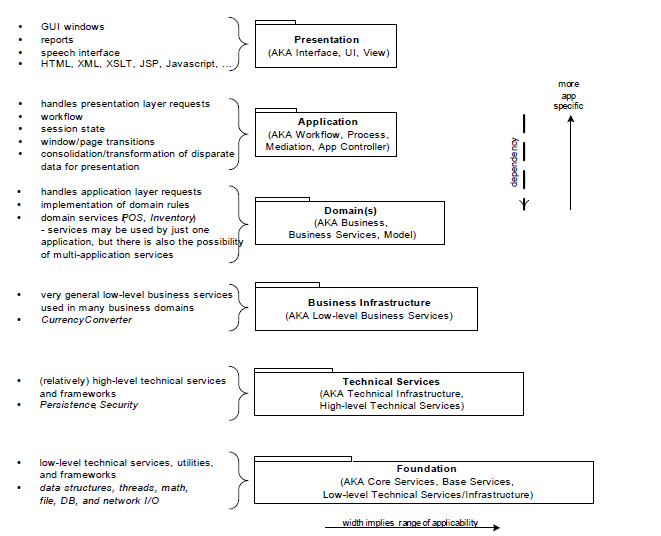 • GUI windows
• reports
• speech interface
• HTML, XML, XSLT, JSP, Javascript, ...
Presentation
(AKA Interface, UI, View)
• handles presentation layer requests
• workflow
• session state
• window/page transitions
• consolidation/transformation of disparate
data for presentation
Application
(AKA Workflow, Process,
Mediation, App Controller)
• handles application layer requests
• implementation of domain rules
• domain services (POS, Inventory)
- services may be used by just one
application, but there is also the possibility
of multi-application services
Domain(s)
(AKA Business,
Business Services, Model)
• very general low-level business services
used in many business domains
• CurrencyConverter
Business Infrastructure
(AKA Low-level Business Services)
• (relatively) high-level technical services
and frameworks
• Persistence, Security
Technical Services
(AKA Technical Infrastructure,
High-level Technical Services)
• low-level technical services, utilities,
and frameworks
• data structures, threads, math,
file, DB, and network I/O
Foundation
(AKA Core Services, Base Services,
Low-level Technical Services/Infrastructure)
width implies range of applicability
dependency
more
app
specific